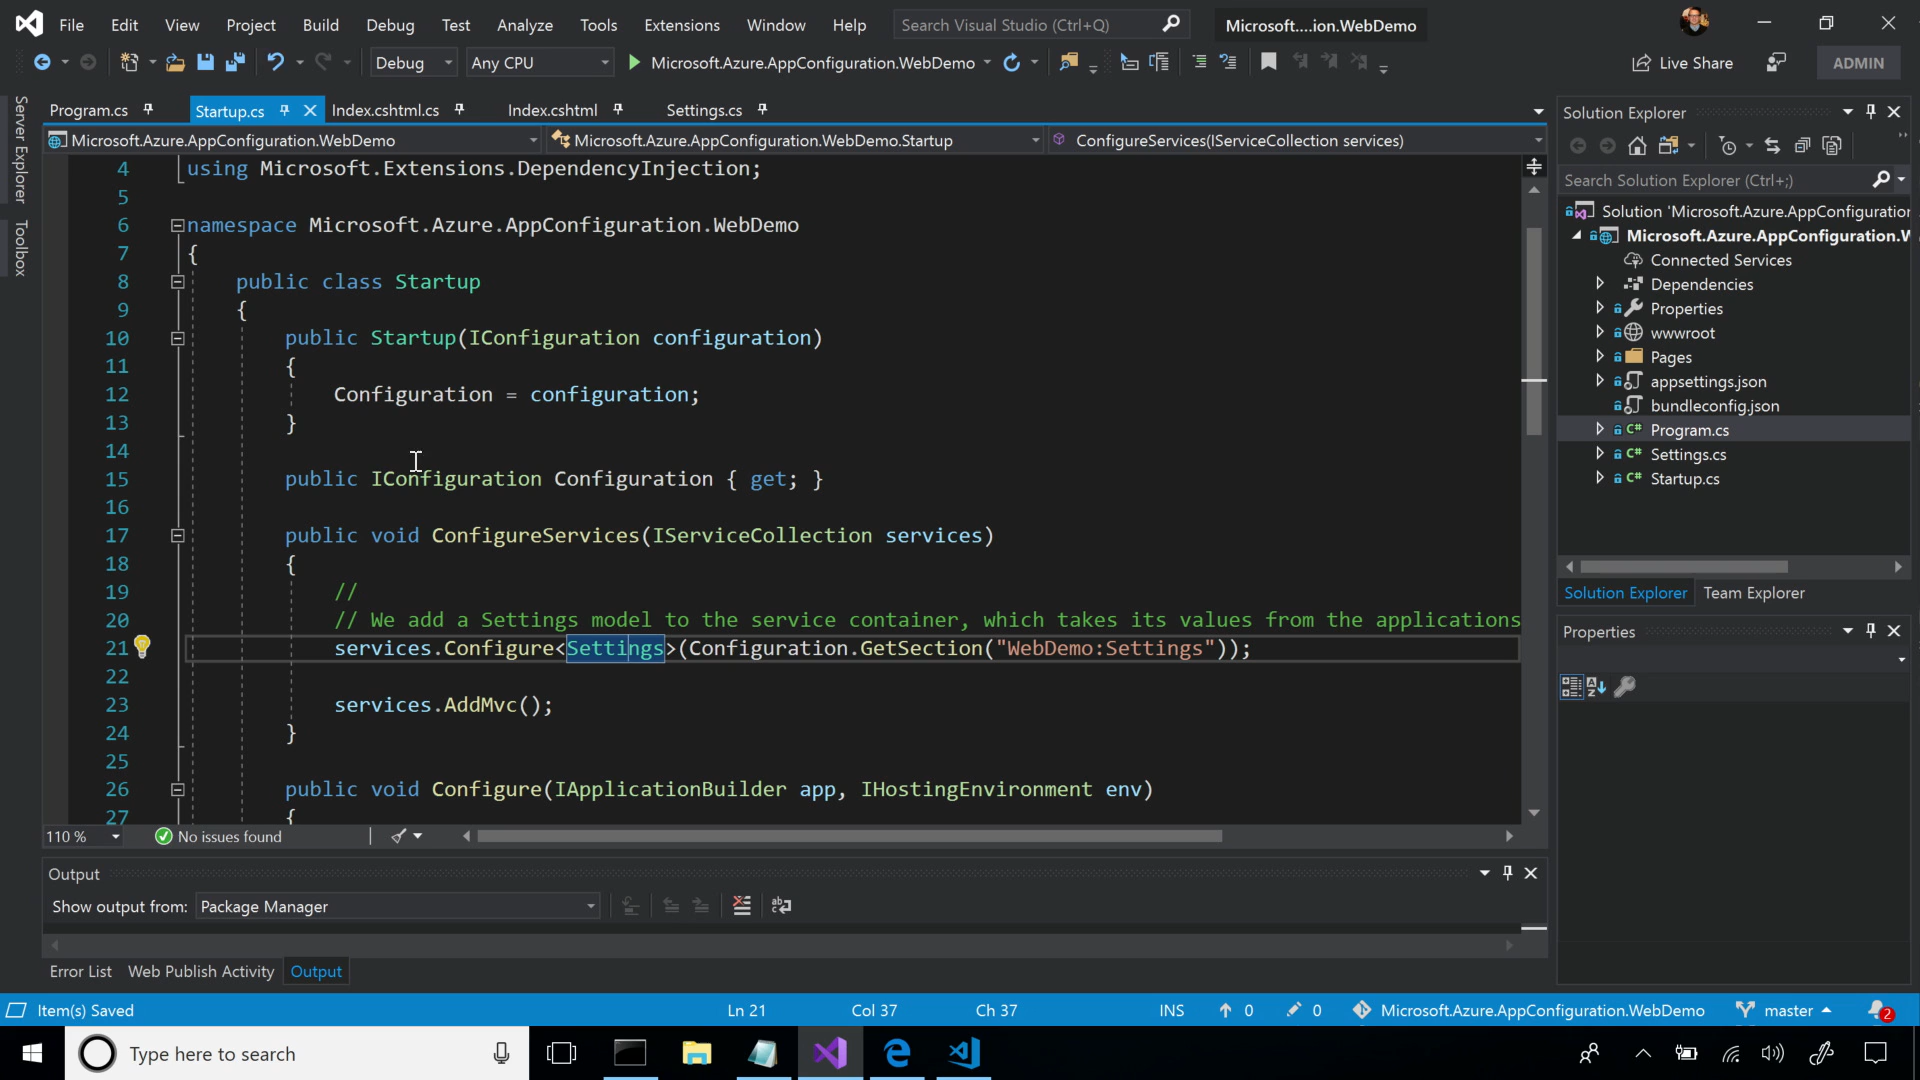 File Edit View Project Build Debug Test Analyze Tools Extensions Window Help Search Visual Studio (Ctrl+Q) Microsoft....ion.WebDemo
Debug Any CPU Microsoft.Azure.AppConfiguration.WebDemo Live Share ADMIN
Server Explorer
Toolbox
Program.cs Startup.cs Index.cshtml.cs Index.cshtml Settings.cs
Microsoft.Azure.AppConfiguration.WebDemo Microsoft.Azure.AppConfiguration.WebDemo.Startup ConfigureServices(IServiceCollection services)
4 using Microsoft.Extensions.DependencyInjection;
5
6 namespace Microsoft.Azure.AppConfiguration.WebDemo
7 {
8 public class Startup
9 {
10 public Startup(IConfiguration configuration)
11 {
12 Configuration = configuration;
13 }
14
15 public IConfiguration Configuration { get; }
16
17 public void ConfigureServices(IServiceCollection services)
18 {
19 //
20 // We add a Settings model to the service container, which takes its values from the applications
21 services.Configure<Settings>(Configuration.GetSection("WebDemo:Settings"));
22
23 services.AddMvc();
24 }
25
26 public void Configure(IApplicationBuilder app, IHostingEnvironment env)
27 {
110 % No issues found
Output
Show output from: Package Manager
Error List Web Publish Activity Output
Solution Explorer
Search Solution Explorer (Ctrl+;)
Solution 'Microsoft.Azure.AppConfiguration
Microsoft.Azure.AppConfiguration.W
Connected Services
Dependencies
Properties
wwwroot
Pages
appsettings.json
bundleconfig.json
C# Program.cs
C# Settings.cs
C# Startup.cs
Solution Explorer Team Explorer
Properties
Item(s) Saved Ln 21 Col 37 Ch 37 INS 0 0 Microsoft.Azure.AppConfiguration.WebDemo master 2
Type here to search